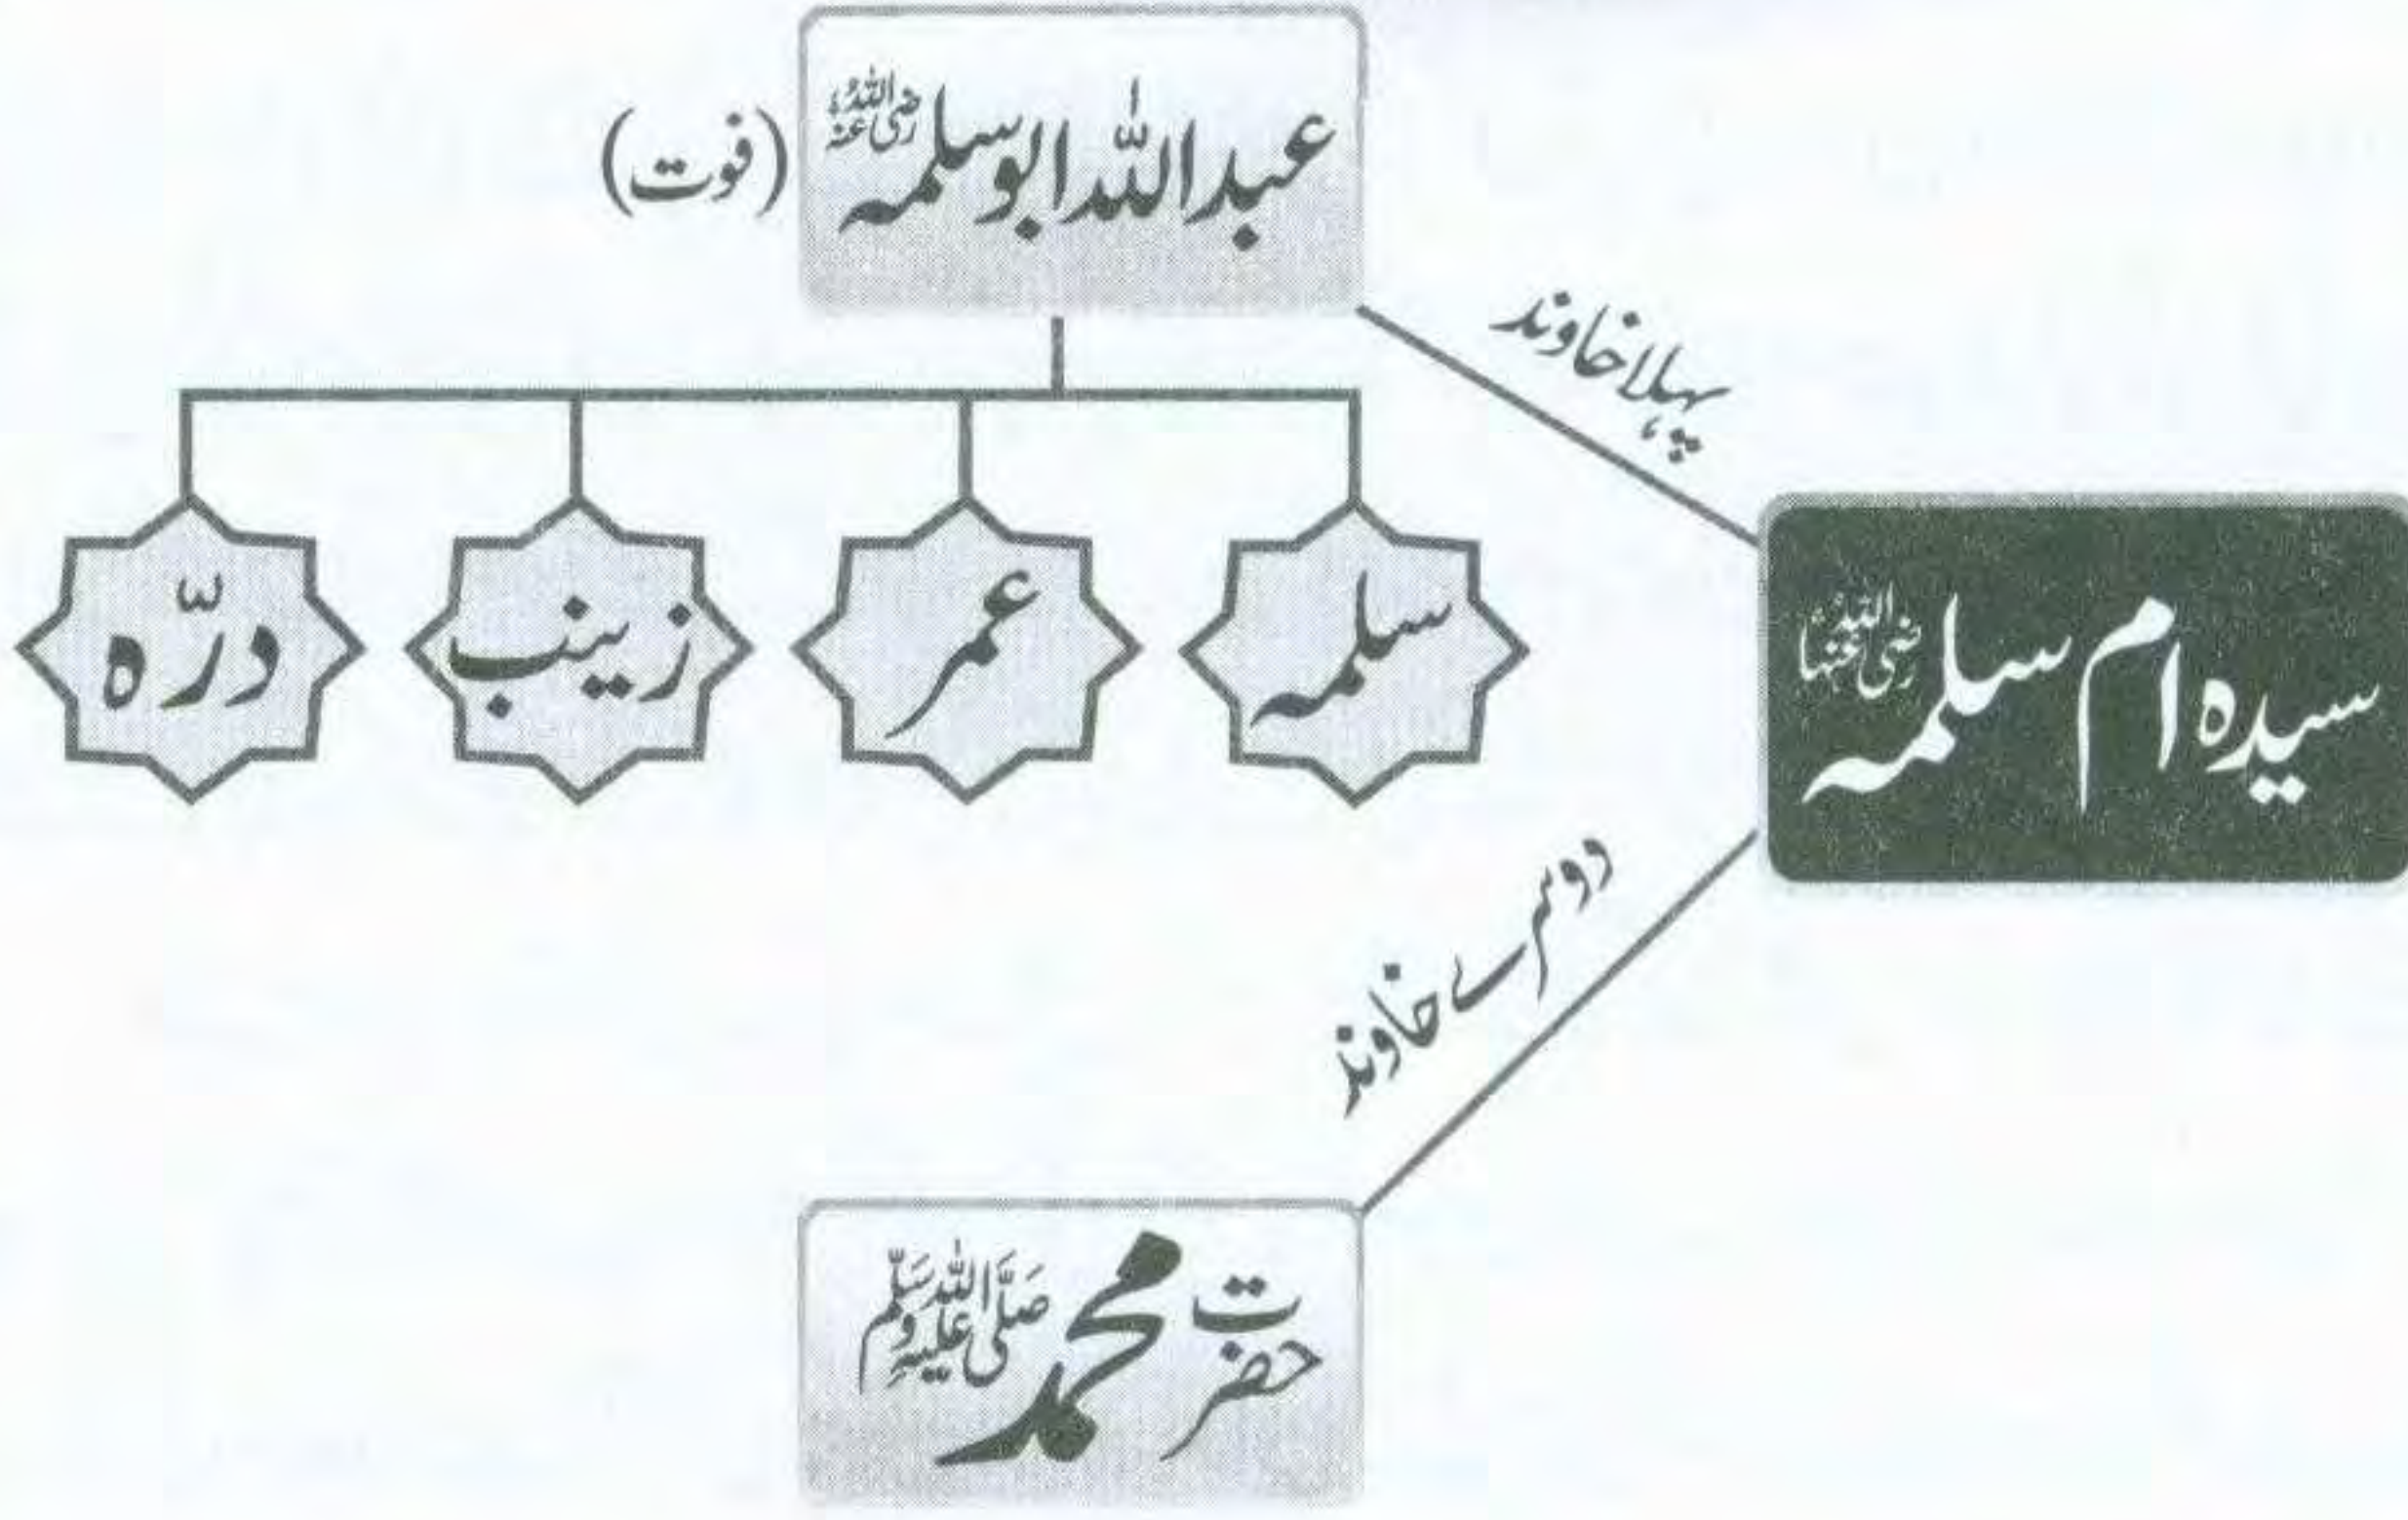 عبداللہ ابوسلمہ رضی اللہ عنہ (فوت)
پہلا خاوند
سیدہ ام سلمہ رضی اللہ عنہا
سلمہ
عمر
زینب
درّہ
دوسرے خاوند
حضرت محمد صلی اللہ علیہ وسلم